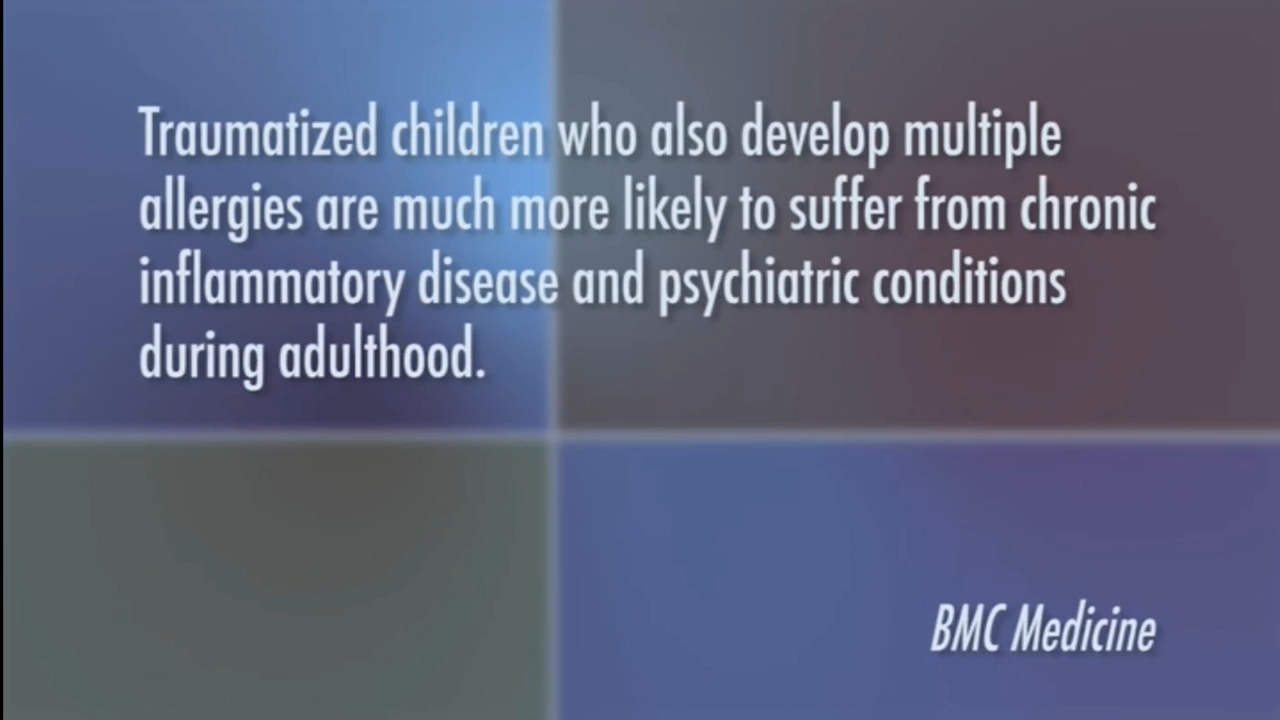 Traumatized children who also develop multiple
allergies are much more likely to suffer from chronic
inflammatory disease and psychiatric conditions
during adulthood.
BMC Medicine